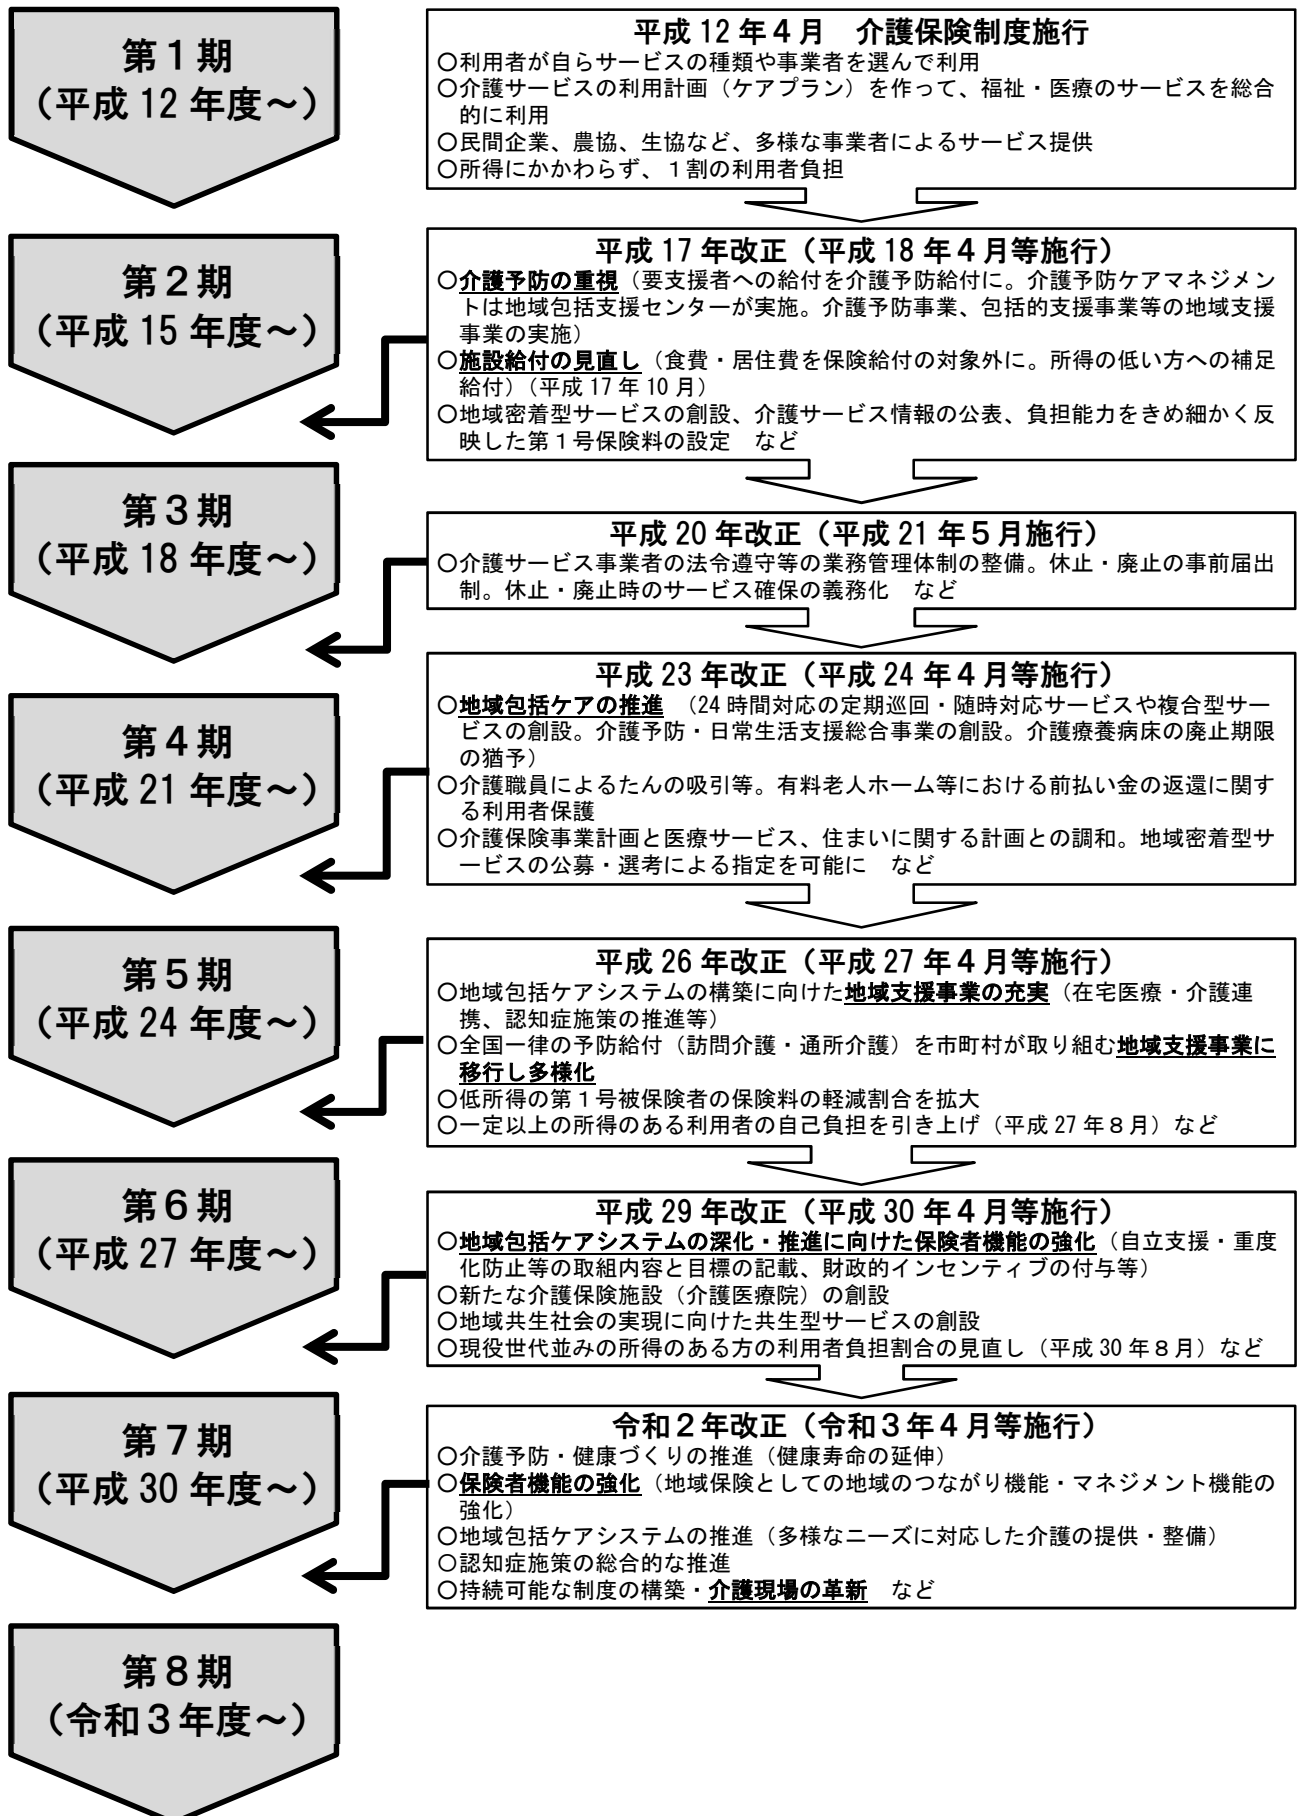 第１期
（平成 12 年度～）
平成 12 年４月　介護保険制度施行
○利用者が自らサービスの種類や事業者を選んで利用
○介護サービスの利用計画（ケアプラン）を作って、福祉・医療のサービスを総合
的に利用
○民間企業、農協、生協など、多様な事業者によるサービス提供
○所得にかかわらず、１割の利用者負担
第２期
（平成 15 年度～）
平成 17 年改正（平成 18 年４月等施行）
○介護予防の重視（要支援者への給付を介護予防給付に。介護予防ケアマネジメン
トは地域包括支援センターが実施。介護予防事業、包括的支援事業等の地域支援
事業の実施）
○施設給付の見直し（食費・居住費を保険給付の対象外に。所得の低い方への補足
給付）（平成 17 年 10 月）
○地域密着型サービスの創設、介護サービス情報の公表、負担能力をきめ細かく反
映した第１号保険料の設定　など
第３期
（平成 18 年度～）
平成 20 年改正（平成 21 年５月施行）
○介護サービス事業者の法令遵守等の業務管理体制の整備。休止・廃止の事前届出
制。休止・廃止時のサービス確保の義務化　など
第４期
（平成 21 年度～）
平成 23 年改正（平成 24 年４月等施行）
○地域包括ケアの推進　（24 時間対応の定期巡回・随時対応サービスや複合型サー
ビスの創設。介護予防・日常生活支援総合事業の創設。介護療養病床の廃止期限
の猶予）
○介護職員によるたんの吸引等。有料老人ホーム等における前払い金の返還に関す
る利用者保護
○介護保険事業計画と医療サービス、住まいに関する計画との調和。地域密着型サ
ービスの公募・選考による指定を可能に　など
第５期
（平成 24 年度～）
平成 26 年改正（平成 27 年４月等施行）
○地域包括ケアシステムの構築に向けた地域支援事業の充実（在宅医療・介護連
携、認知症施策の推進等）
○全国一律の予防給付（訪問介護・通所介護）を市町村が取り組む地域支援事業に
移行し多様化
○低所得の第１号被保険者の保険料の軽減割合を拡大
○一定以上の所得のある利用者の自己負担を引き上げ（平成 27 年８月）など
第６期
（平成 27 年度～）
平成 29 年改正（平成 30 年４月等施行）
○地域包括ケアシステムの深化・推進に向けた保険者機能の強化（自立支援・重度
化防止等の取組内容と目標の記載、財政的インセンティブの付与等）
○新たな介護保険施設（介護医療院）の創設
○地域共生社会の実現に向けた共生型サービスの創設
○現役世代並みの所得のある方の利用者負担割合の見直し（平成 30 年８月）など
第７期
（平成 30 年度～）
令和２年改正（令和３年４月等施行）
○介護予防・健康づくりの推進（健康寿命の延伸）
○保険者機能の強化（地域保険としての地域のつながり機能・マネジメント機能の
強化）
○地域包括ケアシステムの推進（多様なニーズに対応した介護の提供・整備）
○認知症施策の総合的な推進
○持続可能な制度の構築・介護現場の革新　など
第８期
（令和３年度～）